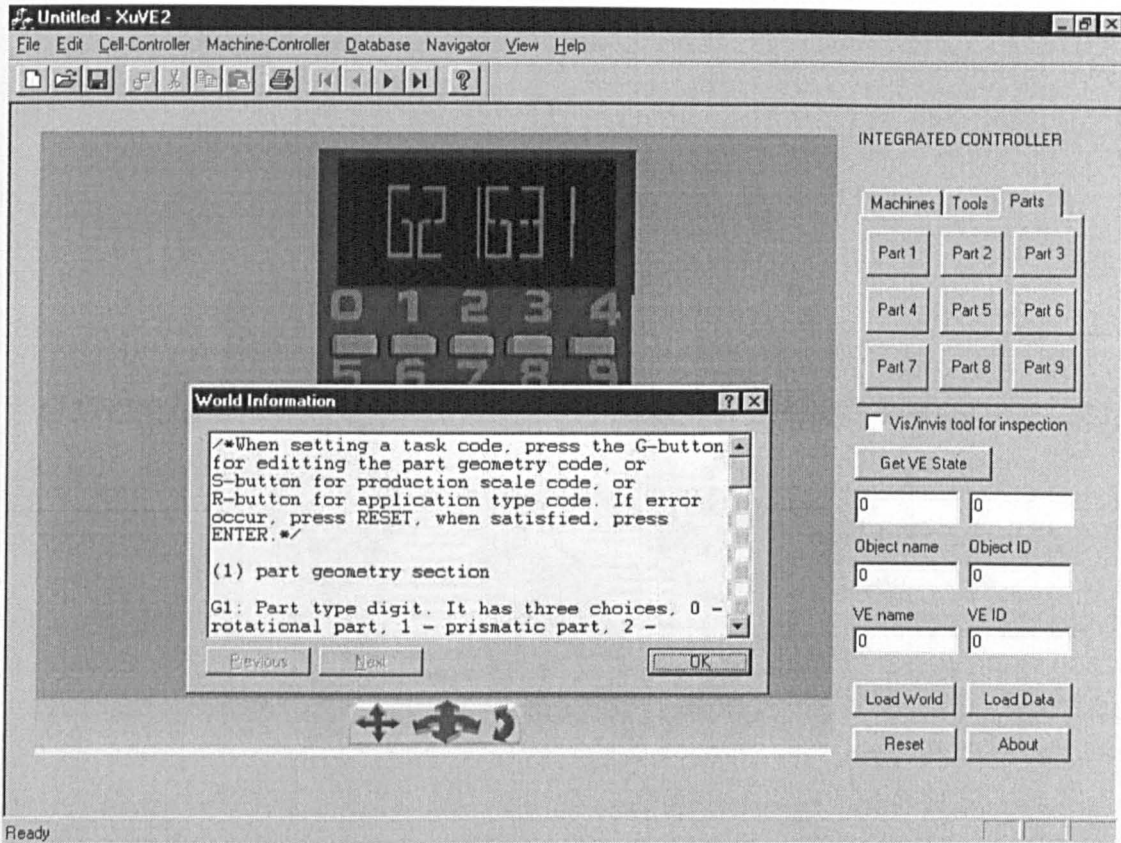 Untitled - XuVE2
File Edit Cell-Controller Machine-Controller Database Navigator View Help
INTEGRATED CONTROLLER
Machines Tools Parts
Part 1 Part 2 Part 3
Part 4 Part 5 Part 6
Part 7 Part 8 Part 9
Vis/invis tool for inspection
Get VE State
0 0
Object name Object ID
0 0
VE name VE ID
0 0
Load World Load Data
Reset About
G2 1631
0 1 2 3 4
5 6 7 8 9
World Information
/*When setting a task code, press the G-button
for editting the part geometry code, or
S-button for production scale code, or
R-button for application type code. If error
occur, press RESET, when satisfied, press
ENTER.*/
(1) part geometry section
G1: Part type digit. It has three choices, 0 -
rotational part, 1 - prismatic part, 2 -
Previous Next OK
Ready